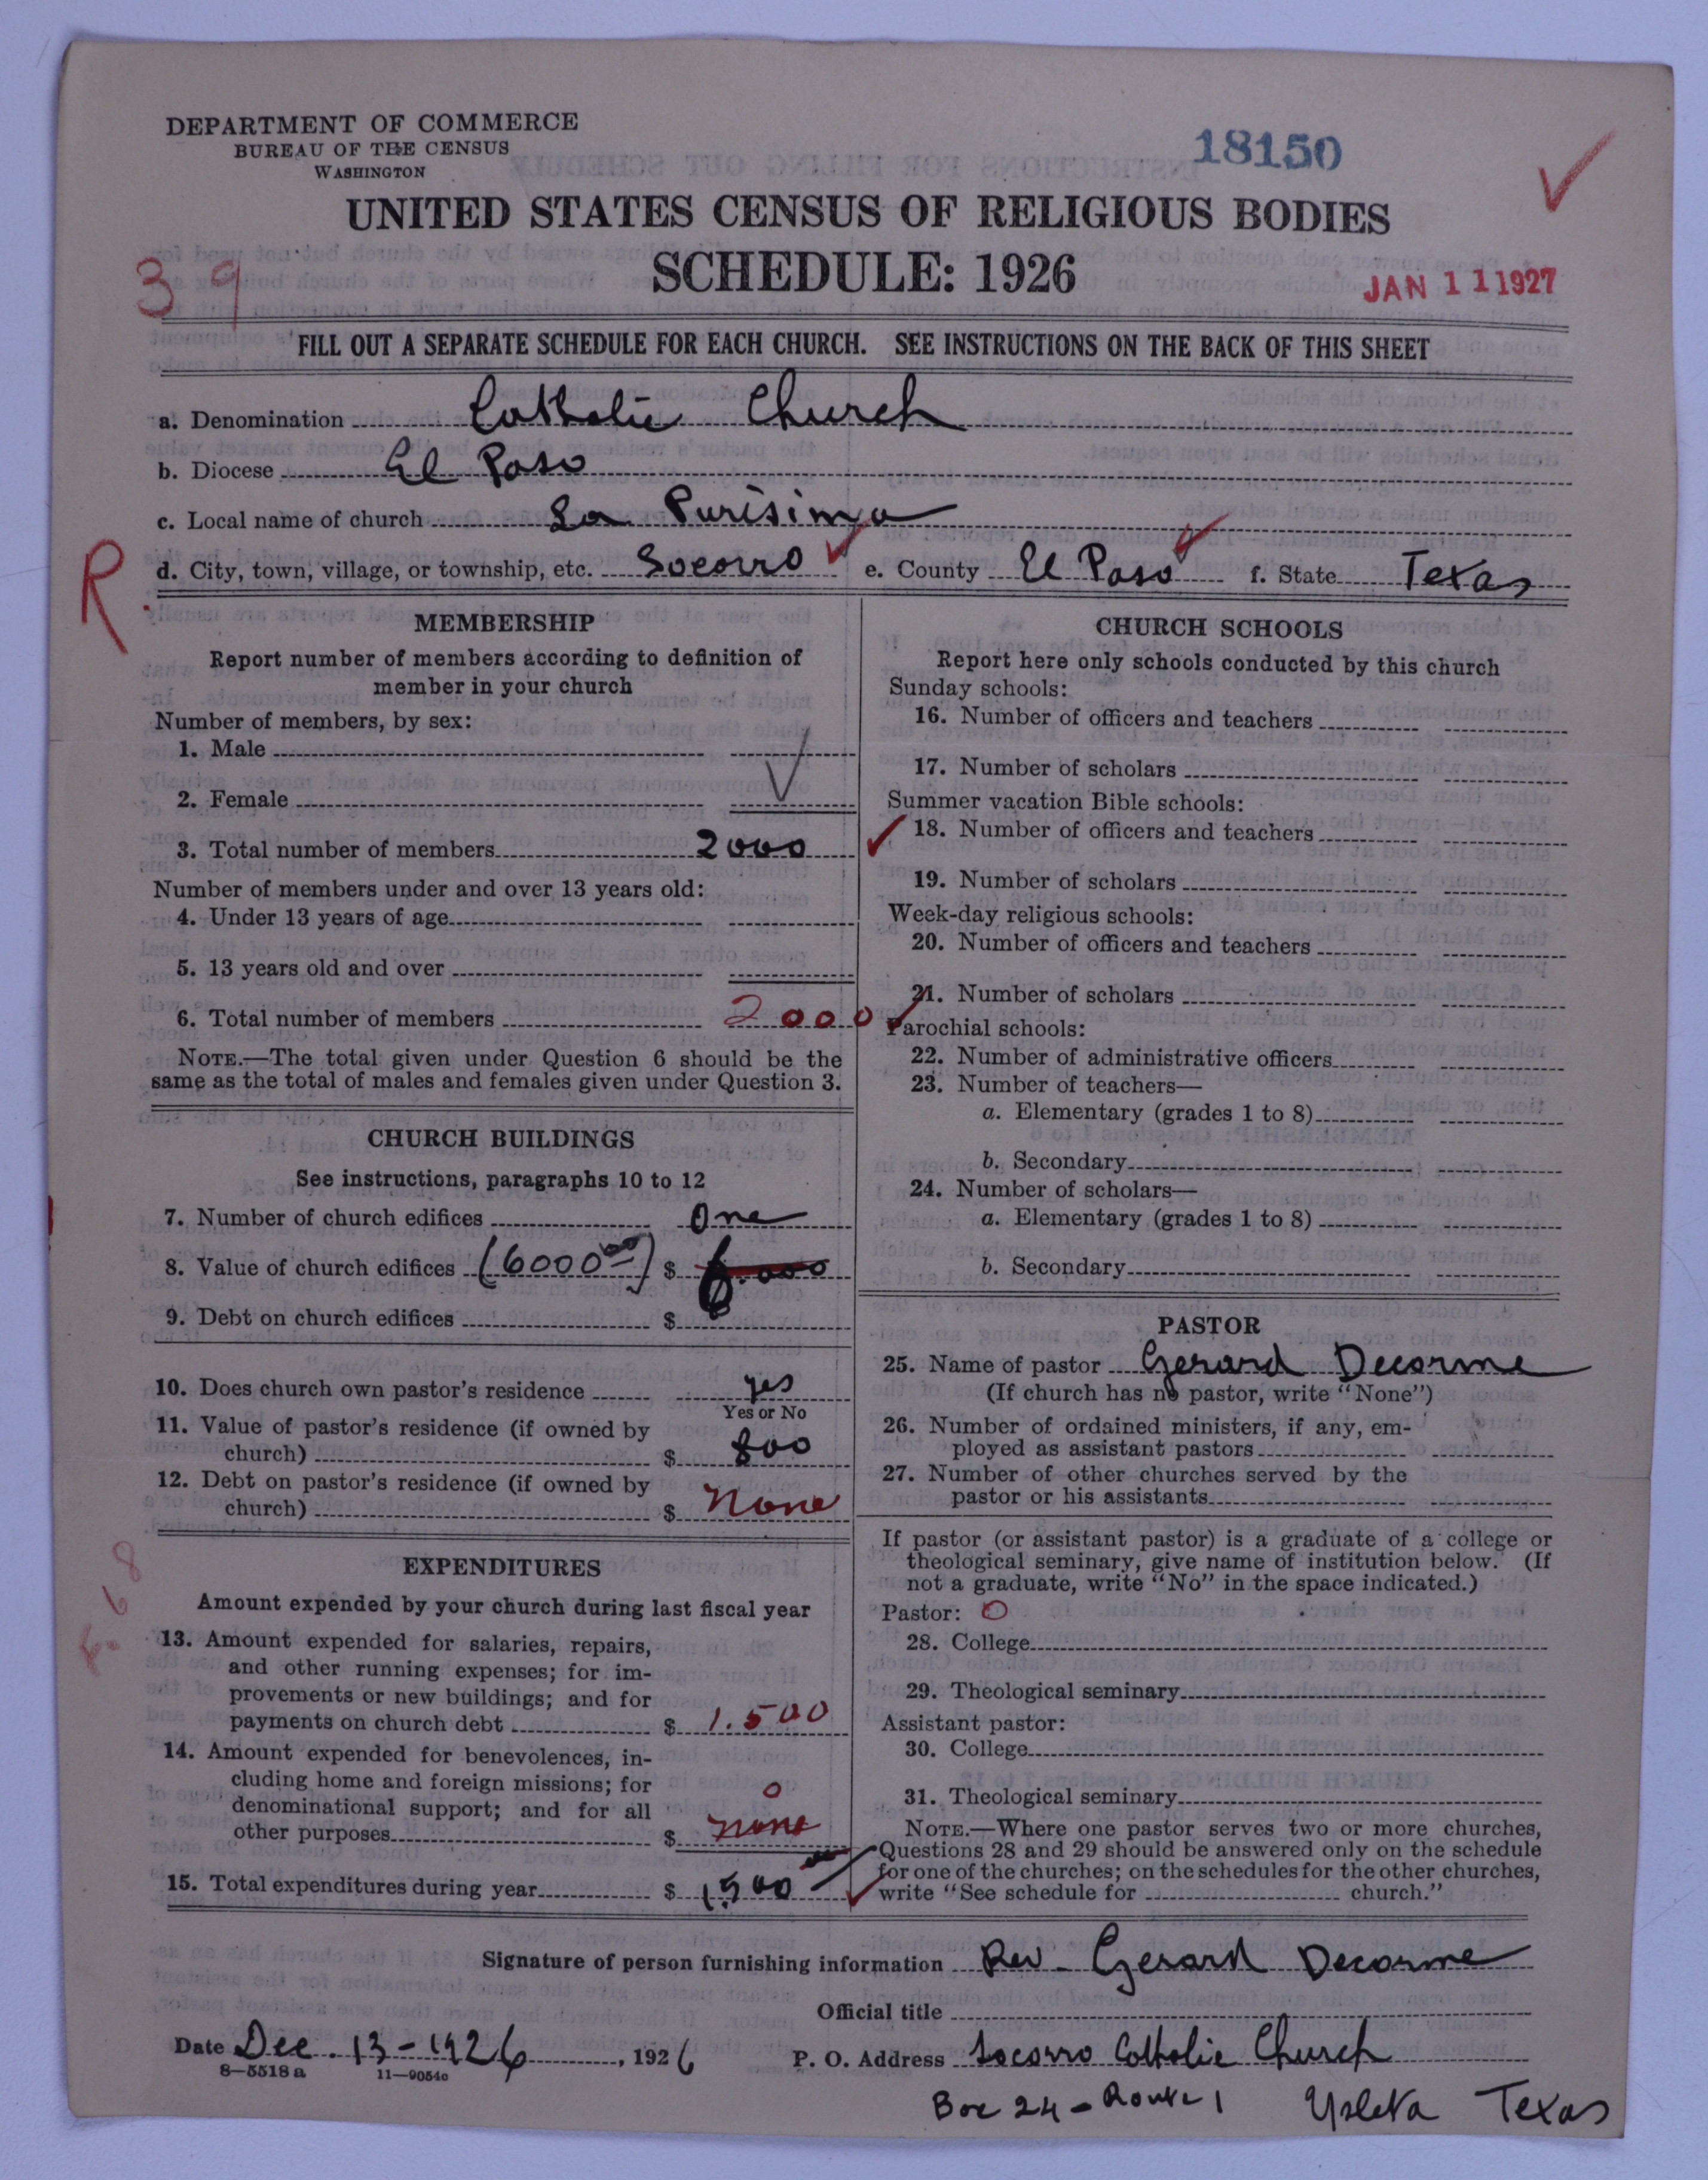 DEPARTMENT OF COMMERCE
BUREAU OF THE CENSUS
WASHINGTON
18150
UNITED STATES CENSUS OF RELIGIOUS BODIES
SCHEDULE: 1926
39
JAN 11 1927
FILL OUT A SEPARATE SCHEDULE FOR EACH CHURCH. SEE INSTRUCTIONS ON THE BACK OF THIS SHEET
a. Denomination Catholic Church
b. Diocese El Paso
c. Local name of church La Purisima
R.
d. City, town, village, or township, etc. Socorro e. County El Paso f. State Texas
MEMBERSHIP
Report number of members according to definition of
member in your church
Number of members, by sex:
1. Male
2. Female
3. Total number of members 2000
Number of members under and over 13 years old:
4. Under 13 years of age
5. 13 years old and over
6. Total number of members 2000
NOTE.—The total given under Question 6 should be the
same as the total of males and females given under Question 3.
CHURCH BUILDINGS
See instructions, paragraphs 10 to 12
7. Number of church edifices One
8. Value of church edifices (6000 00) $ 6.000
9. Debt on church edifices $
10. Does church own pastor's residence yes
Yes or No
11. Value of pastor's residence (if owned by
church) $ 800
12. Debt on pastor's residence (if owned by
church) $ None
EXPENDITURES
Amount expended by your church during last fiscal year
13. Amount expended for salaries, repairs,
and other running expenses; for im-
provements or new buildings; and for
payments on church debt $ 1.500
14. Amount expended for benevolences, in-
cluding home and foreign missions; for
denominational support; and for all
other purposes $ none
0
15. Total expenditures during year $ 1,500
CHURCH SCHOOLS
Report here only schools conducted by this church
Sunday schools:
16. Number of officers and teachers
17. Number of scholars
Summer vacation Bible schools:
18. Number of officers and teachers
19. Number of scholars
Week-day religious schools:
20. Number of officers and teachers
21. Number of scholars
Parochial schools:
22. Number of administrative officers
23. Number of teachers—
a. Elementary (grades 1 to 8)
b. Secondary
24. Number of scholars—
a. Elementary (grades 1 to 8)
b. Secondary
PASTOR
25. Name of pastor Gerard Decorme
(If church has no pastor, write "None")
26. Number of ordained ministers, if any, em-
ployed as assistant pastors
27. Number of other churches served by the
pastor or his assistants
If pastor (or assistant pastor) is a graduate of a college or
theological seminary, give name of institution below. (If
not a graduate, write "No" in the space indicated.)
Pastor: O
28. College
29. Theological seminary
Assistant pastor:
30. College
31. Theological seminary
NOTE.—Where one pastor serves two or more churches,
Questions 28 and 29 should be answered only on the schedule
for one of the churches; on the schedules for the other churches,
write "See schedule for church."
Signature of person furnishing information Rev. Gerard Decorme
Official title
Date Dec. 13-1926, 1926
P. O. Address Socorro Catholic Church
8—5518a 11—9054c
Box 24 - Route 1 Ysleta Texas